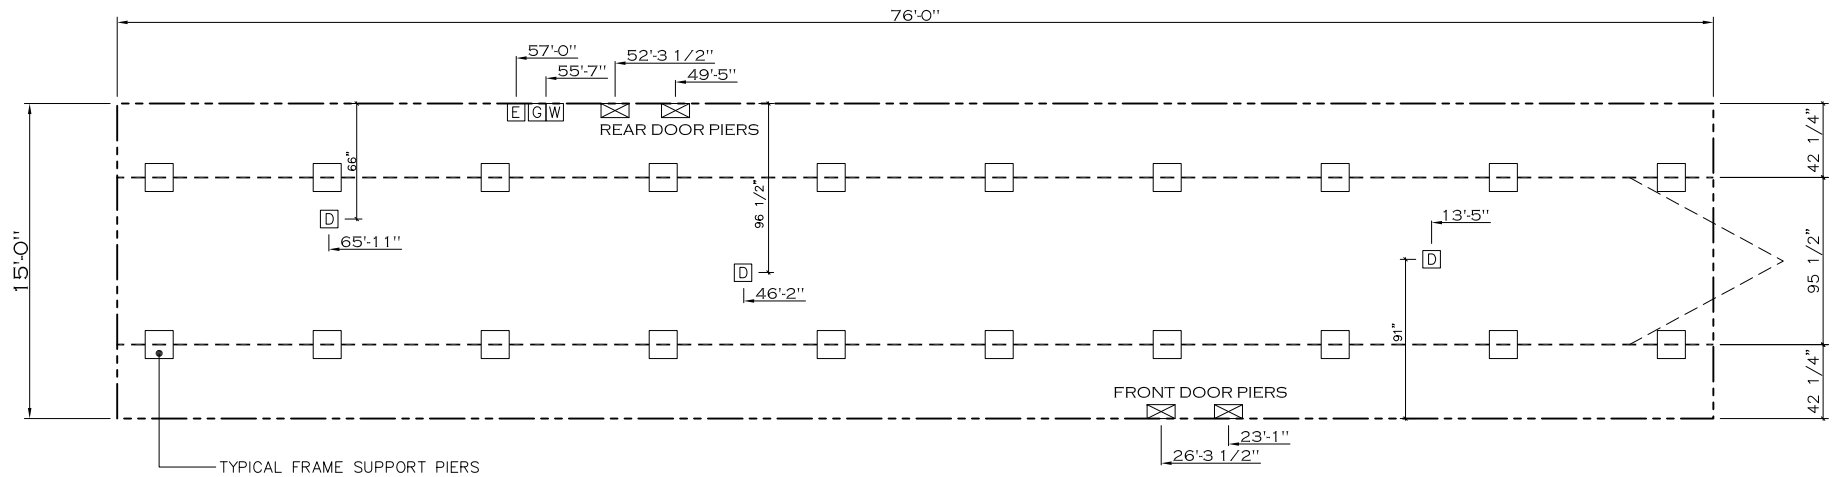 76'-0"
57'-0"
52'-3 1/2"
55'-7"
49'-5"
E G W
REAR DOOR PIERS
42 1/4"
66"
96 1/2"
D
65'-11"
13'-5"
15'-0"
D
D
95 1/2"
46'-2"
91"
FRONT DOOR PIERS
42 1/4"
23'-1"
26'-3 1/2"
TYPICAL FRAME SUPPORT PIERS